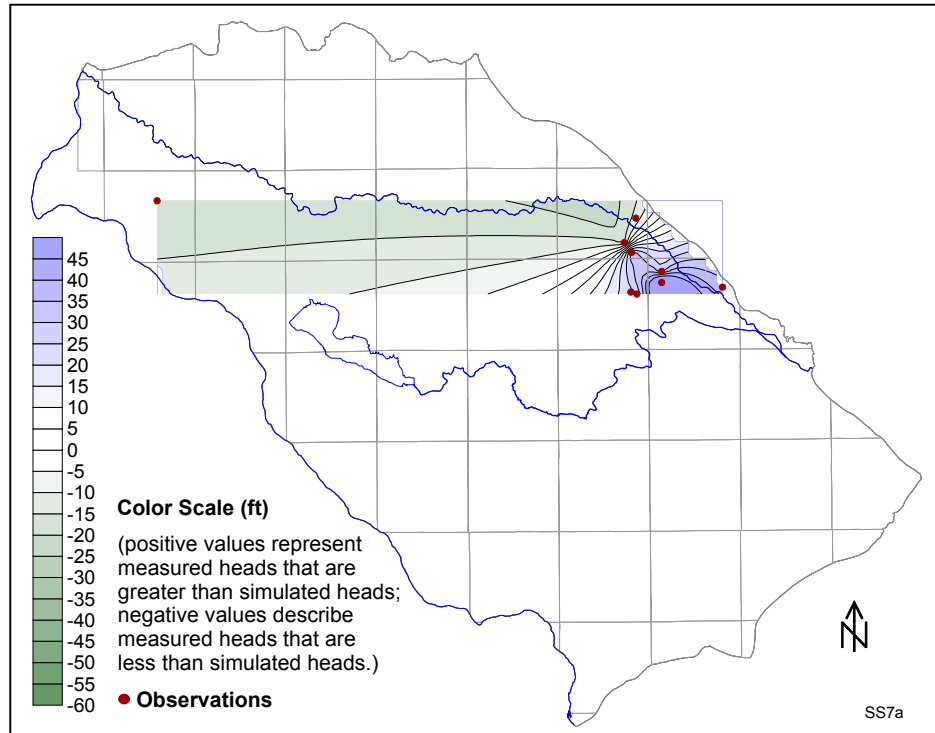 45
40
35
30
25
20
15
10
5
0
-5
-10
-15
-20
-25
-30
-35
-40
-45
-50
-55
-60
Color Scale (ft)
(positive values represent
measured heads that are
greater than simulated heads;
negative values describe
measured heads that are
less than simulated heads.)
Observations
N
SS7a